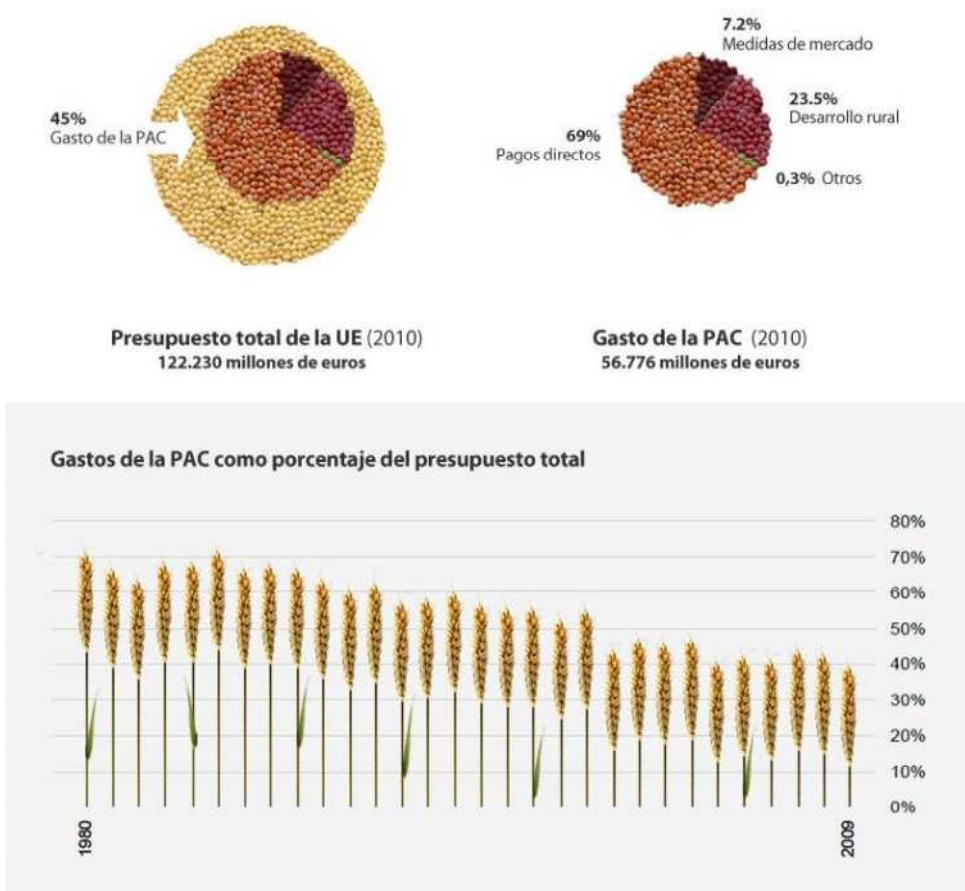 45%
Gasto de la PAC
Presupuesto total de la UE (2010)
122.230 millones de euros
7.2%
Medidas de mercado
23.5%
Desarrollo rural
69%
Pagos directos
0,3% Otros
Gasto de la PAC (2010)
56.776 millones de euros
Gastos de la PAC como porcentaje del presupuesto total
80%
70%
60%
50%
40%
30%
20%
10%
0%
1980
2009